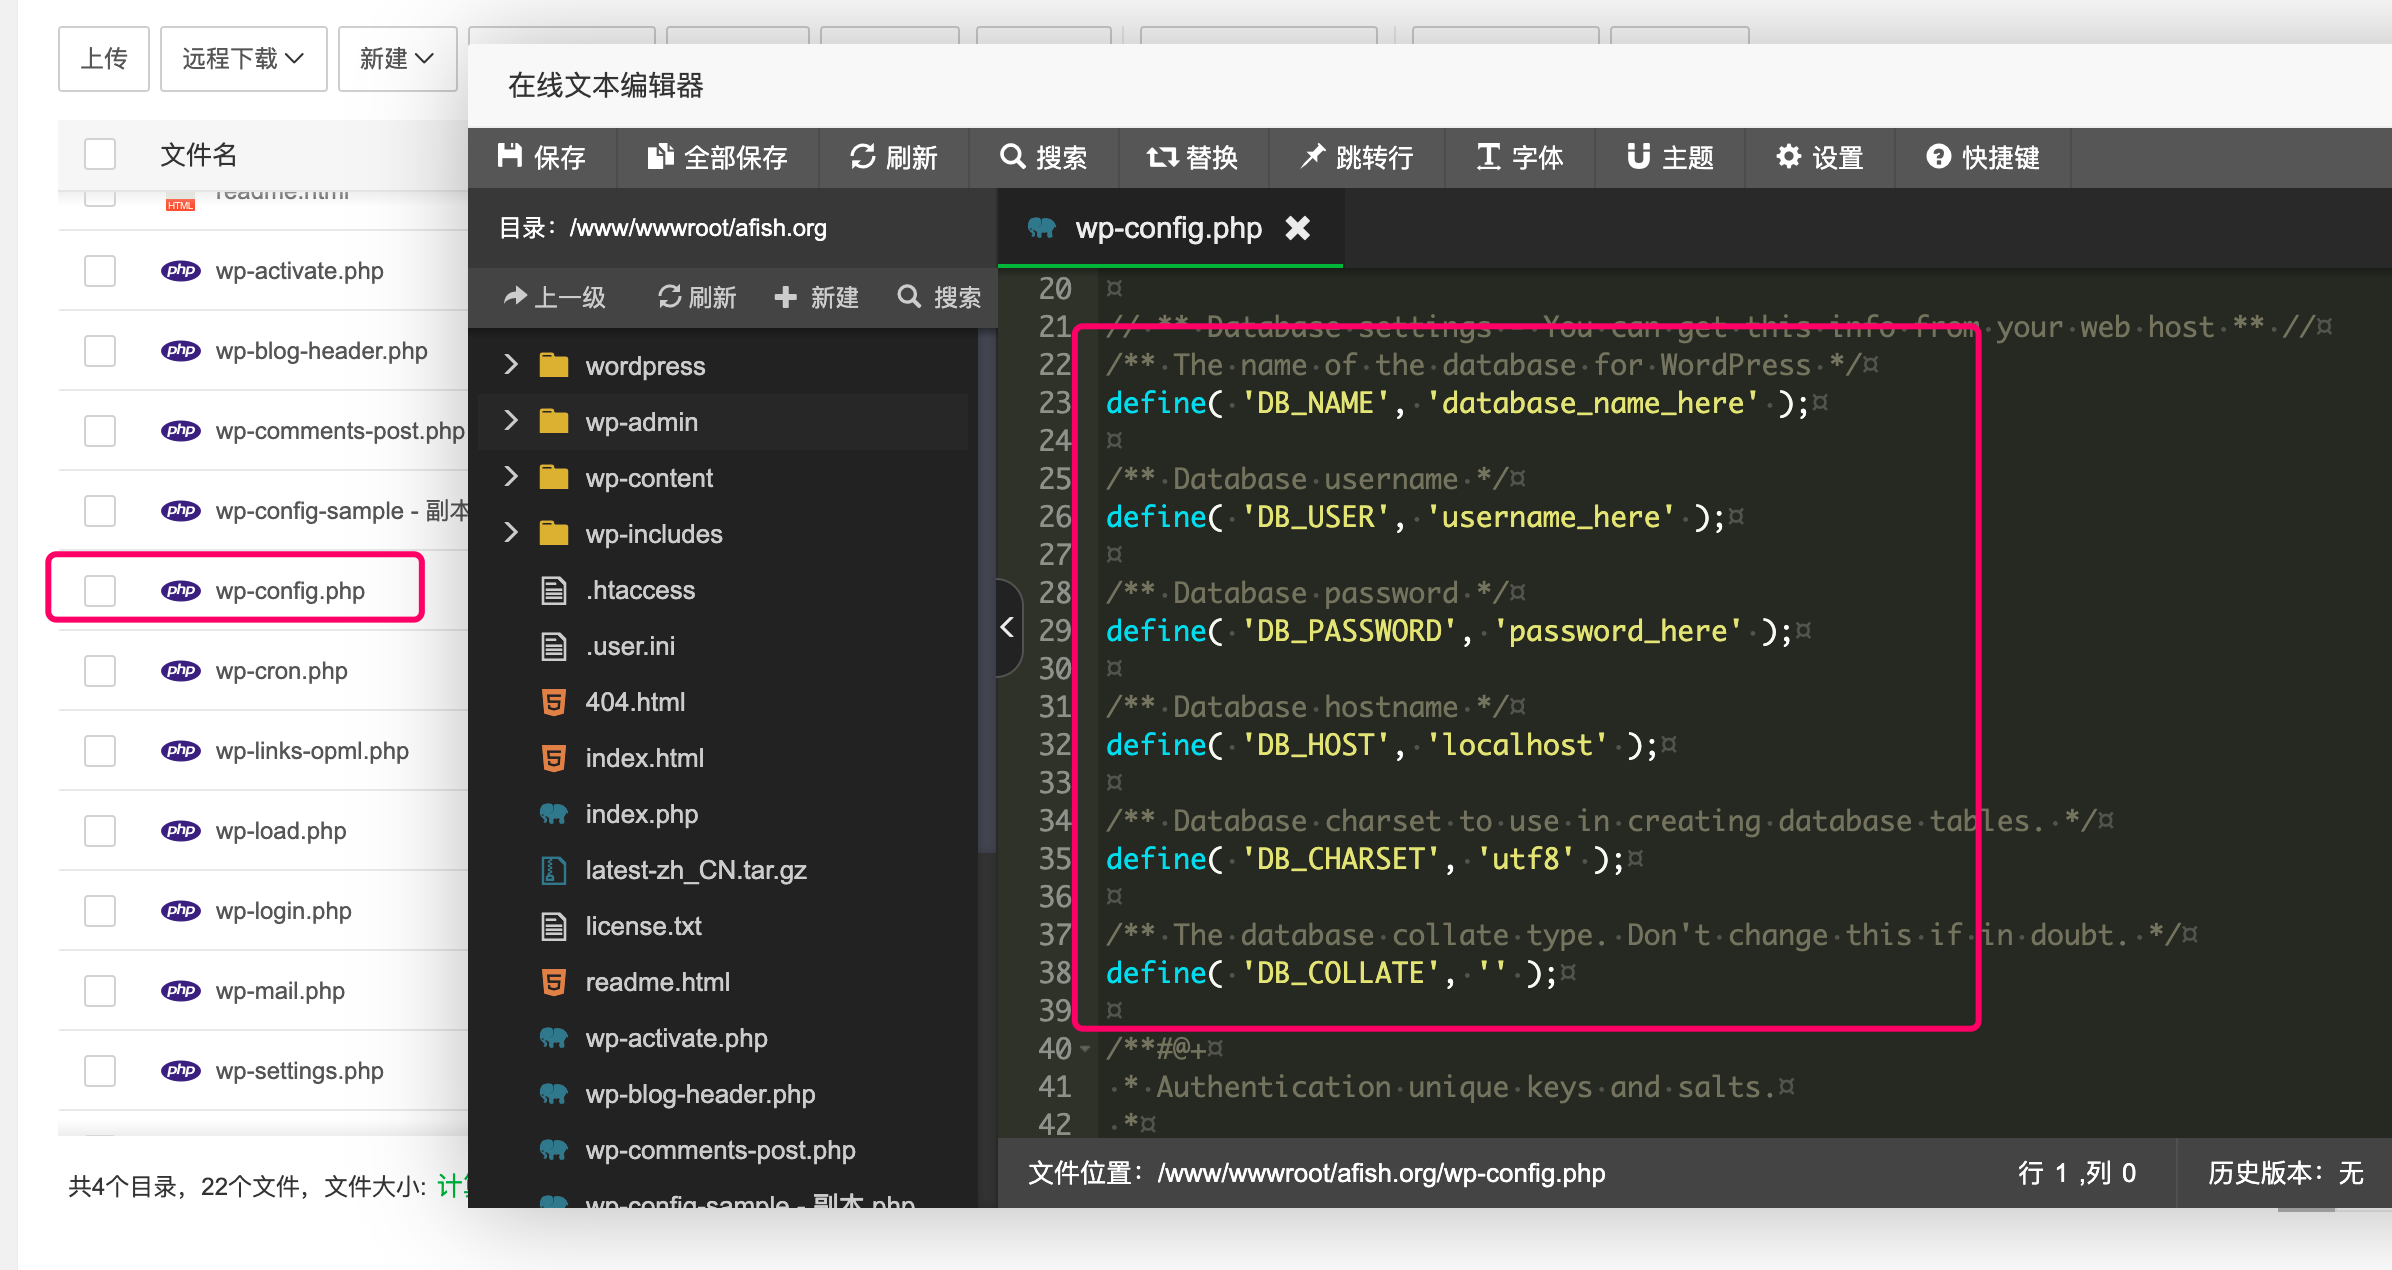 上传
远程下载
新建
在线文本编辑器
文件名
保存
全部保存
刷新
搜索
替换
跳转行
字体
主题
设置
快捷键
readme.html
wp-activate.php
wp-blog-header.php
wp-comments-post.php
wp-config-sample - 副本
wp-config.php
wp-cron.php
wp-links-opml.php
wp-load.php
wp-login.php
wp-mail.php
wp-settings.php
共4个目录，22个文件，文件大小: 计算
目录：/www/wwwroot/afish.org
上一级
刷新
新建
搜索
wordpress
wp-admin
wp-content
wp-includes
.htaccess
.user.ini
404.html
index.html
index.php
latest-zh_CN.tar.gz
license.txt
readme.html
wp-activate.php
wp-blog-header.php
wp-comments-post.php
wp-config-sample - 副本.php
wp-config.php
20 ¤
21 // ** Database settings - You can get this info from your web host ** //¤
22 /** The name of the database for WordPress */¤
23 define( 'DB_NAME', 'database_name_here' );¤
24 ¤
25 /** Database username */¤
26 define( 'DB_USER', 'username_here' );¤
27 ¤
28 /** Database password */¤
29 define( 'DB_PASSWORD', 'password_here' );¤
30 ¤
31 /** Database hostname */¤
32 define( 'DB_HOST', 'localhost' );¤
33 ¤
34 /** Database charset to use in creating database tables. */¤
35 define( 'DB_CHARSET', 'utf8' );¤
36 ¤
37 /** The database collate type. Don't change this if in doubt. */¤
38 define( 'DB_COLLATE', '' );¤
39 ¤
40 /**#@+¤
41 * Authentication unique keys and salts.¤
42 *¤
文件位置：/www/wwwroot/afish.org/wp-config.php
行 1 ,列 0
历史版本：无